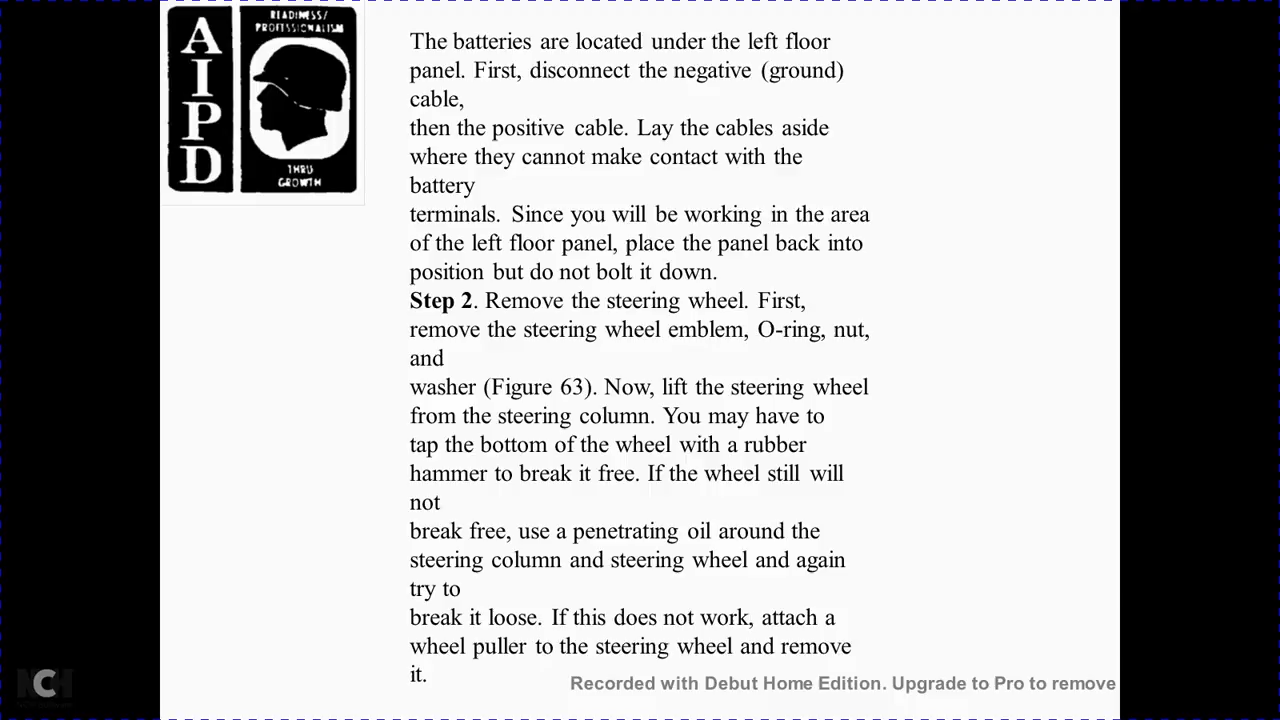 A
I
P
D
READINESS/
PROFESSIONALISM
THRU
GROWTH
The batteries are located under the left floor
panel. First, disconnect the negative (ground)
cable,
then the positive cable. Lay the cables aside
where they cannot make contact with the
battery
terminals. Since you will be working in the area
of the left floor panel, place the panel back into
position but do not bolt it down.
Step 2. Remove the steering wheel. First,
remove the steering wheel emblem, O-ring, nut,
and
washer (Figure 63). Now, lift the steering wheel
from the steering column. You may have to
tap the bottom of the wheel with a rubber
hammer to break it free. If the wheel still will
not
break free, use a penetrating oil around the
steering column and steering wheel and again
try to
break it loose. If this does not work, attach a
wheel puller to the steering wheel and remove
it.
Recorded with Debut Home Edition. Upgrade to Pro to remove
NCH